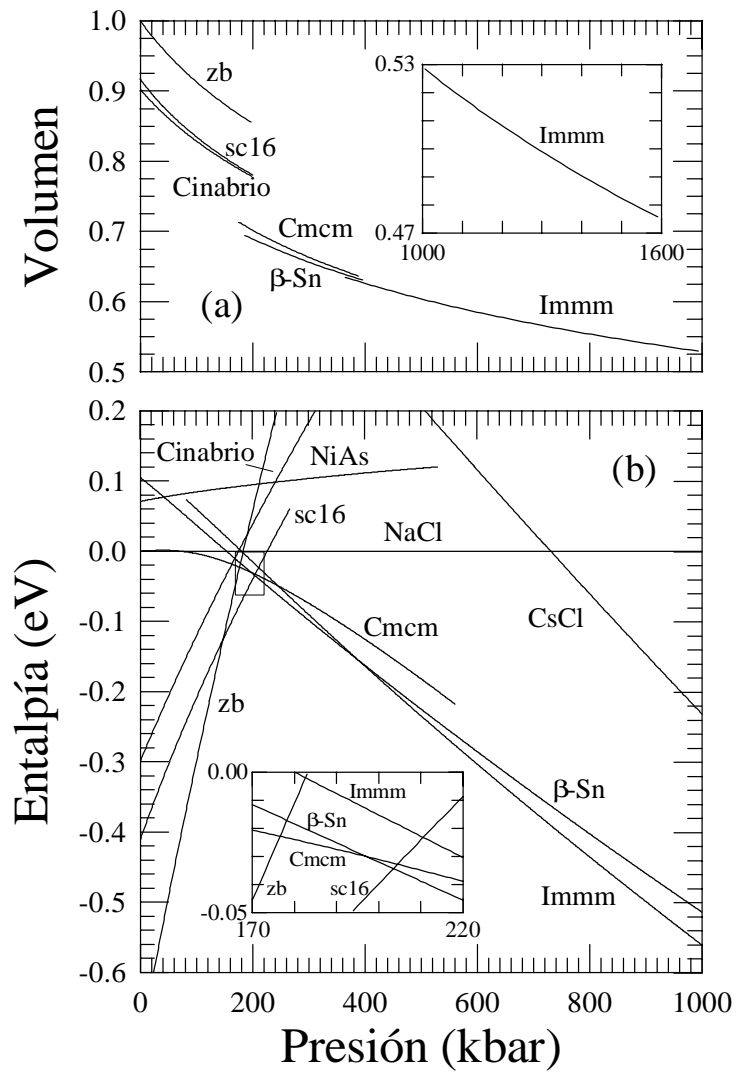 Volumen
1.0
0.9
0.8
0.7
0.6
0.5
zb
sc16
Cinabrio
Cmcm
β-Sn
Immm
(a)
0.53
0.47
Immm
1000
1600
Entalpía (eV)
0.2
0.1
0.0
-0.1
-0.2
-0.3
-0.4
-0.5
-0.6
(b)
Cinabrio
NiAs
sc16
NaCl
Cmcm
CsCl
zb
β-Sn
Immm
0.00
-0.05
Immm
β-Sn
Cmcm
zb
sc16
170
220
0 200 400 600 800 1000
Presión (kbar)